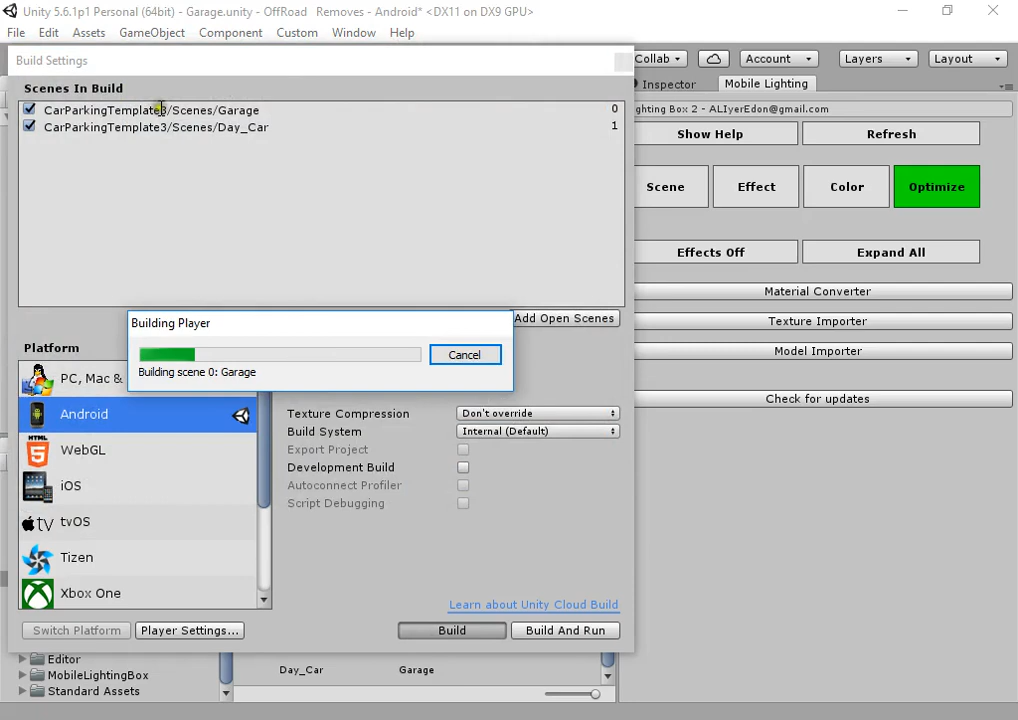 Unity 5.6.1p1 Personal (64bit) - Garage.unity - OffRoad Removes - Android* <DX11 on DX9 GPU>
File Edit Assets GameObject Component Custom Window Help
Build Settings
Collab Account Layers Layout
Scenes In Build
Inspector Mobile Lighting
CarParkingTemplate3/Scenes/Garage 0
ghting Box 2 - ALIyerEdon@gmail.com
CarParkingTemplate3/Scenes/Day_Car 1
Show Help Refresh
Scene Effect Color Optimize
Effects Off Expand All
Material Converter
Add Open Scenes
Texture Importer
Building Player
Platform
Model Importer
Cancel
Building scene 0: Garage
PC, Mac &
Check for updates
Android
Texture Compression Don't override
Build System Internal (Default)
HTML
WebGL
Export Project
Development Build
iOS
Autoconnect Profiler
Script Debugging
tv tvOS
Tizen
Xbox One
Learn about Unity Cloud Build
Switch Platform Player Settings... Build Build And Run
Editor
MobileLightingBox
Standard Assets
Day_Car Garage